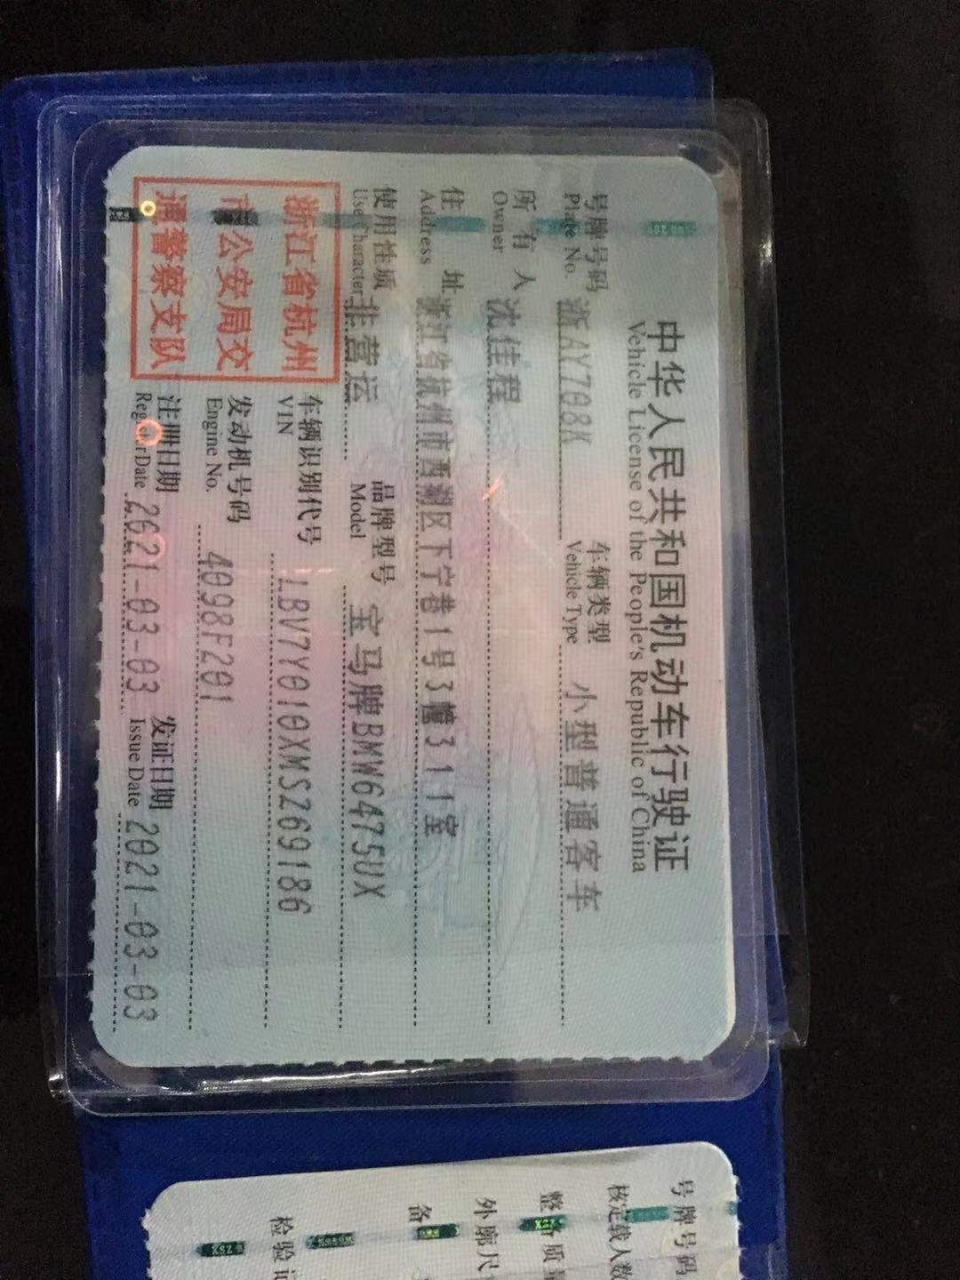 中华人民共和国机动车行驶证
Vehicle License of the People's Republic of China
号牌号码 浙AY708K 车辆类型 小型普通客车
Plate No. Vehicle Type
所有人 沈佳程
Owner
住址 浙江省杭州市西湖区下宁巷1号3幢311室
Address
使用性质 非营运 品牌型号 宝马牌BMW6475UX
Use Character Model
浙江省杭州
市公安局交
通警察支队
车辆识别代号 LBV7Y010XMSZ69186
VIN
发动机号码 4098F201
Engine No.
注册日期 2021-03-03 发证日期 2021-03-03
Register Date Issue Date
号牌号码
核定载人数
整备质量
外廓尺
备
检验记